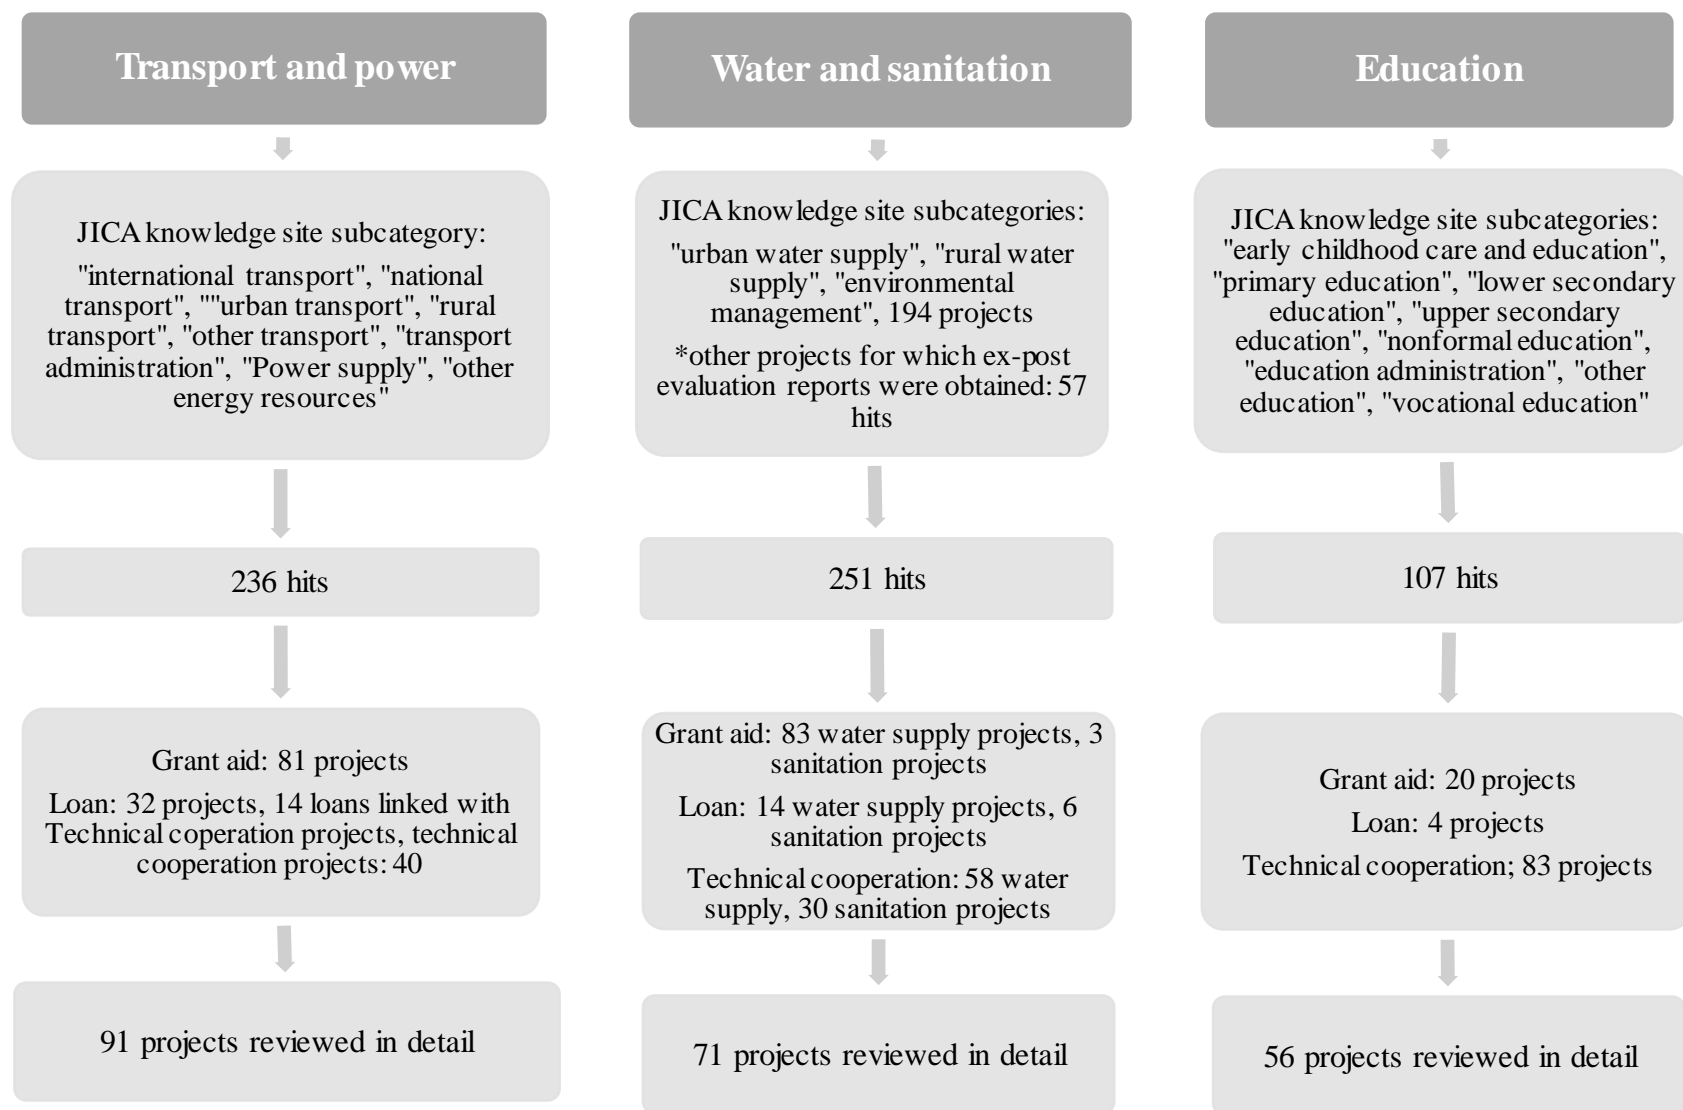 Transport and power
JICA knowledge site subcategory:
"international transport", "national
transport", ""urban transport", "rural
transport", "other transport", "transport
administration", "Power supply", "other
energy resources"
236 hits
Grant aid: 81 projects
Loan: 32 projects, 14 loans linked with
Technical coperation projects, technical
cooperation projects: 40
91 projects reviewed in detail
Water and sanitation
JICA knowledge site subcategories:
"urban water supply", "rural water
supply", "environmental
management", 194 projects
*other projects for which ex-post
evaluation reports were obtained: 57
hits
251 hits
Grant aid: 83 water supply projects, 3
sanitation projects
Loan: 14 water supply projects, 6
sanitation projects
Technical cooperation: 58 water
supply, 30 sanitation projects
71 projects reviewed in detail
Education
JICA knowledge site subcategories:
"early childhood care and education",
"primary education", "lower secondary
education", "upper secondary
education", "nonformal education",
"education administration", "other
education", "vocational education"
107 hits
Grant aid: 20 projects
Loan: 4 projects
Technical cooperation; 83 projects
56 projects reviewed in detail